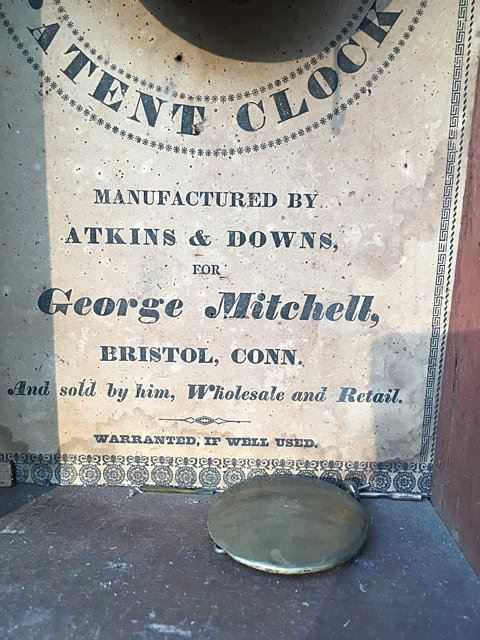 PATENT CLOCK
MANUFACTURED BY
ATKINS & DOWNS,
FOR
George Mitchell,
BRISTOL, CONN.
And sold by him, Wholesale and Retail.
WARRANTED, IF WELL USED.